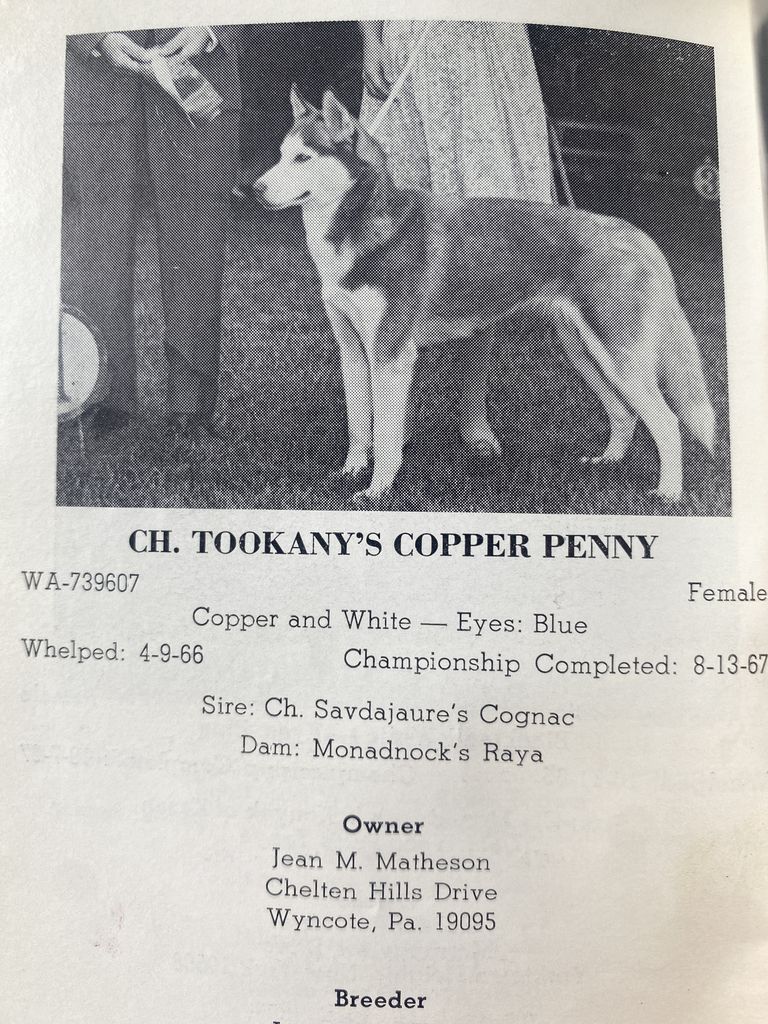 CH. TOOKANY'S COPPER PENNY
WA-739607 Female
Copper and White — Eyes: Blue
Whelped: 4-9-66 Championship Completed: 8-13-67
Sire: Ch. Savdajaure's Cognac
Dam: Monadnock's Raya
Owner
Jean M. Matheson
Chelten Hills Drive
Wyncote, Pa. 19095
Breeder